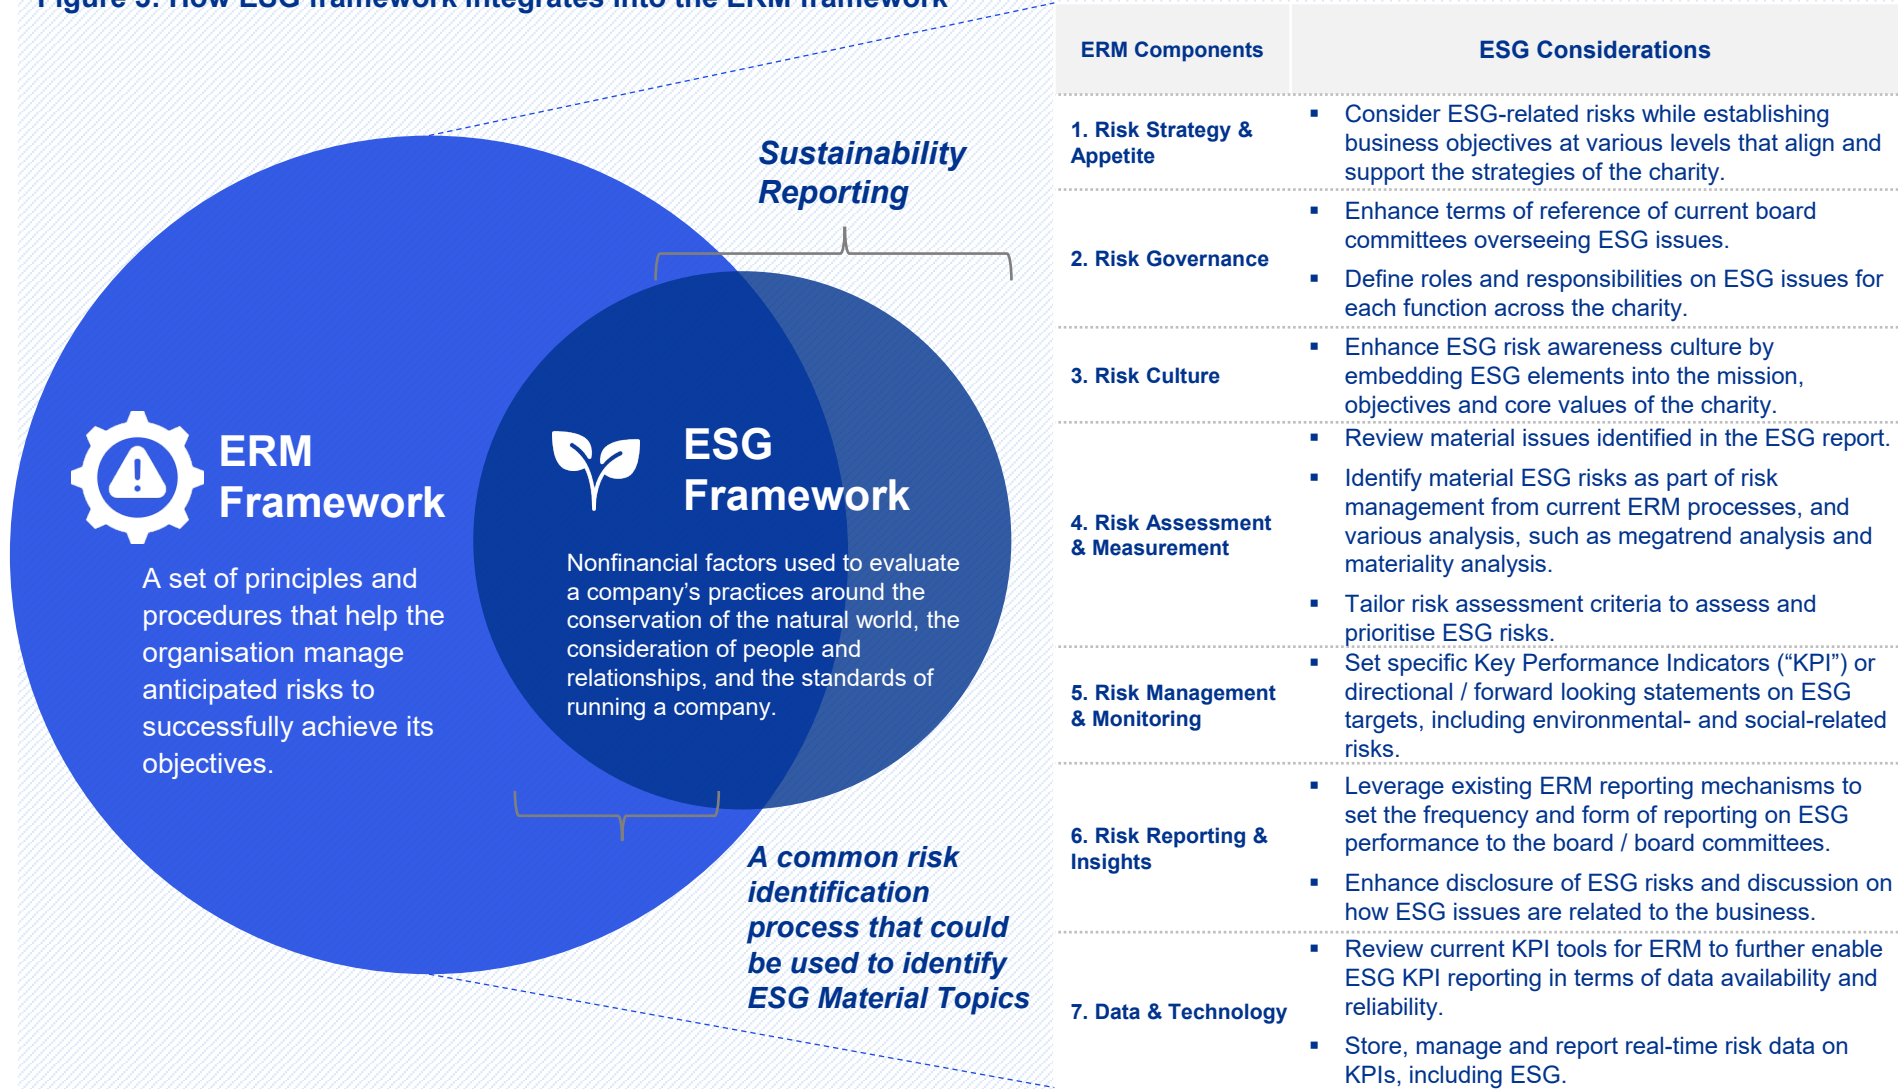 Figure 3: How ESG framework integrates into the ERM framework
Sustainability
Reporting
ERM
Framework
A set of principles and
procedures that help the
organisation manage
anticipated risks to
successfully achieve its
objectives.
ESG
Framework
Nonfinancial factors used to evaluate
a company’s practices around the
conservation of the natural world, the
consideration of people and
relationships, and the standards of
running a company.
A common risk
identification
process that could
be used to identify
ESG Material Topics
ERM Components
ESG Considerations
1. Risk Strategy &
Appetite
▪ Consider ESG-related risks while establishing
business objectives at various levels that align and
support the strategies of the charity.
2. Risk Governance
▪ Enhance terms of reference of current board
committees overseeing ESG issues.
▪ Define roles and responsibilities on ESG issues for
each function across the charity.
3. Risk Culture
▪ Enhance ESG risk awareness culture by
embedding ESG elements into the mission,
objectives and core values of the charity.
4. Risk Assessment
& Measurement
▪ Review material issues identified in the ESG report.
▪ Identify material ESG risks as part of risk
management from current ERM processes, and
various analysis, such as megatrend analysis and
materiality analysis.
▪ Tailor risk assessment criteria to assess and
prioritise ESG risks.
5. Risk Management
& Monitoring
▪ Set specific Key Performance Indicators (“KPI”) or
directional / forward looking statements on ESG
targets, including environmental- and social-related
risks.
6. Risk Reporting &
Insights
▪ Leverage existing ERM reporting mechanisms to
set the frequency and form of reporting on ESG
performance to the board / board committees.
▪ Enhance disclosure of ESG risks and discussion on
how ESG issues are related to the business.
7. Data & Technology
▪ Review current KPI tools for ERM to further enable
ESG KPI reporting in terms of data availability and
reliability.
▪ Store, manage and report real-time risk data on
KPIs, including ESG.